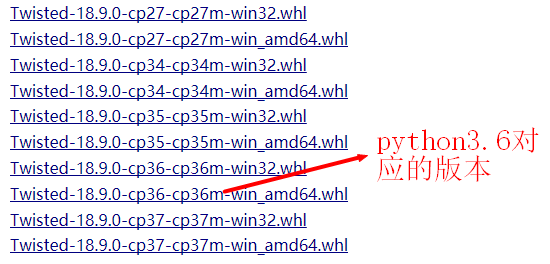 Twisted-18.9.0-cp27-cp27m-win32.whl
Twisted-18.9.0-cp27-cp27m-win_amd64.whl
Twisted-18.9.0-cp34-cp34m-win32.whl
Twisted-18.9.0-cp34-cp34m-win_amd64.whl
Twisted-18.9.0-cp35-cp35m-win32.whl
Twisted-18.9.0-cp35-cp35m-win_amd64.whl
Twisted-18.9.0-cp36-cp36m-win32.whl
Twisted-18.9.0-cp36-cp36m-win_amd64.whl
Twisted-18.9.0-cp37-cp37m-win32.whl
Twisted-18.9.0-cp37-cp37m-win_amd64.whl
python3.6对
应的版本